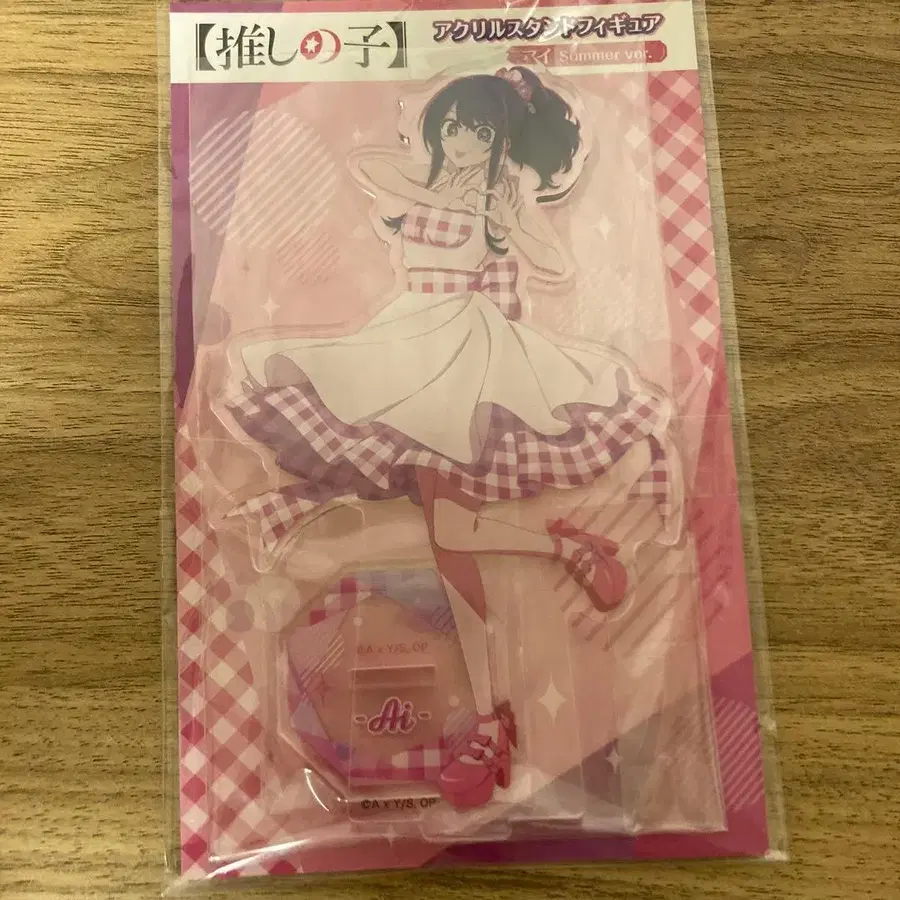 【推しの子】
アクリルスタンドフィギュア
Summer ver.
©A x Y/S, OP
-Ai-
©A x Y/S, OP